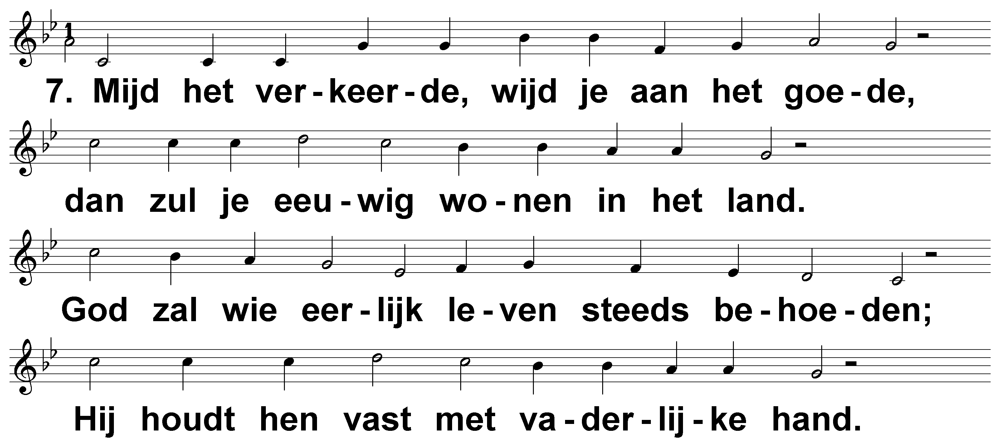 7. Mijd het ver-keer-de, wijd je aan het goe-de,
dan zul je eeu-wig wo-nen in het land.
God zal wie eer-lijk le-ven steeds be-hoe-den;
Hij houdt hen vast met va-der-lij-ke hand.